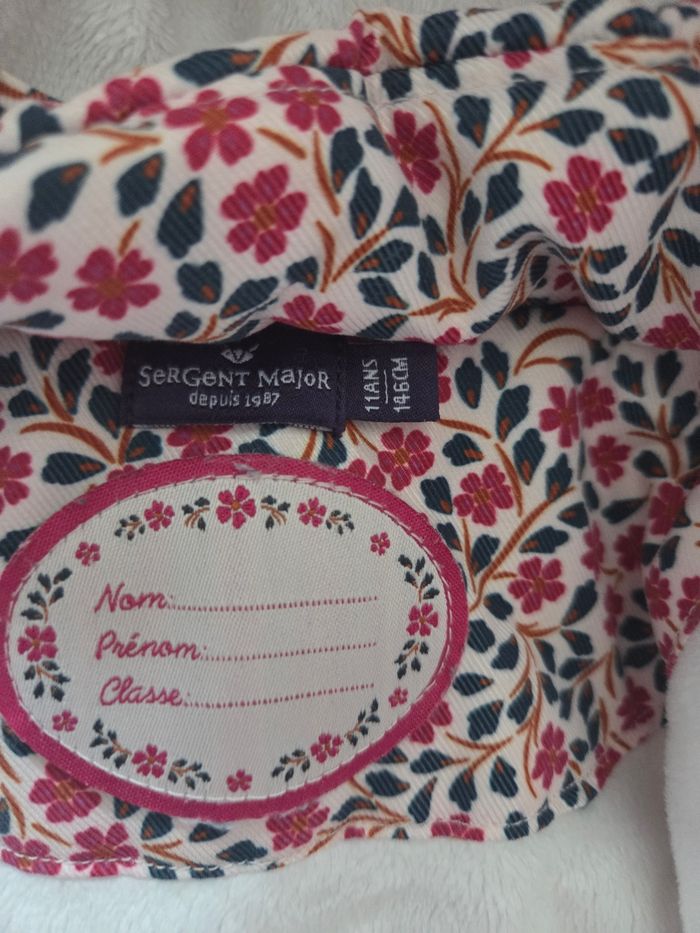 SERGENT MAJOR
depuis 1987
11ANS
146CM
Nom:
Prénom:
Classe: